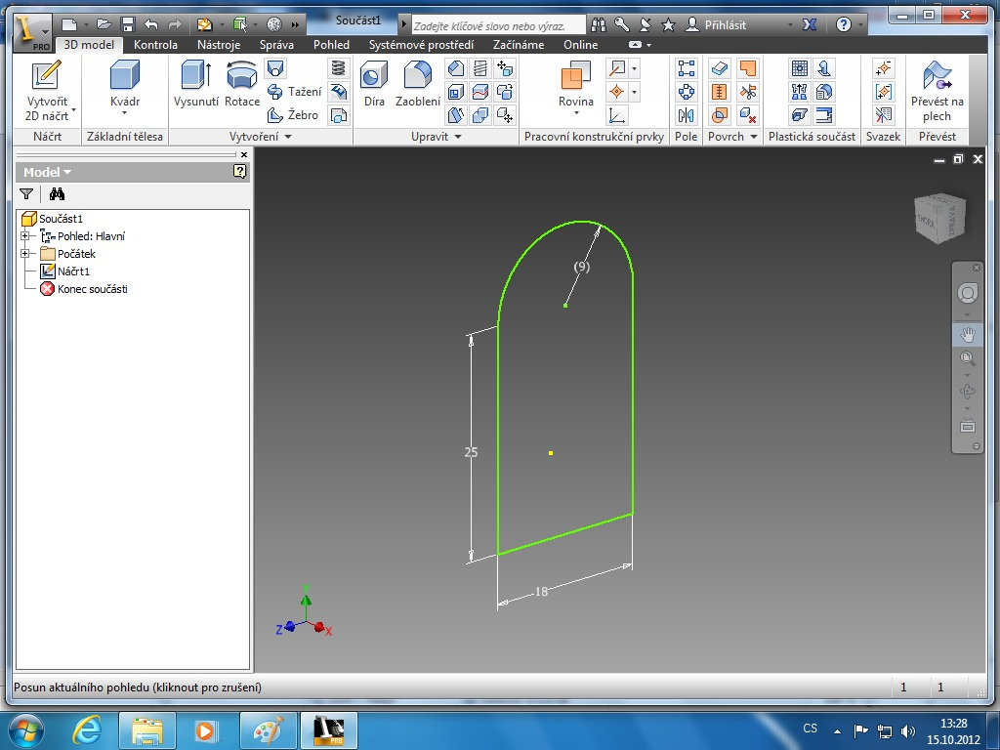 Součást1
Zadejte klíčové slovo nebo výraz.
Přihlásit
PRO
3D model Kontrola Nástroje Správa Pohled Systémové prostředí Začínáme Online
Vytvořit
2D náčrt
Kvádr
Vysunutí
Rotace
Tažení
Žebro
Díra
Zaoblení
Rovina
Převést na
plech
Náčrt
Základní tělesa
Vytvoření
Upravit
Pracovní konstrukční prvky
Pole
Povrch
Plastická součást
Svazek
Převést
Model
Součást1
Pohled: Hlavní
Počátek
Náčrt1
Konec součásti
(9)
25
18
Y
Z
X
ZPRAVA
Posun aktuálního pohledu (kliknout pro zrušení)
1
1
PRO
CS
13:28
15.10.2012